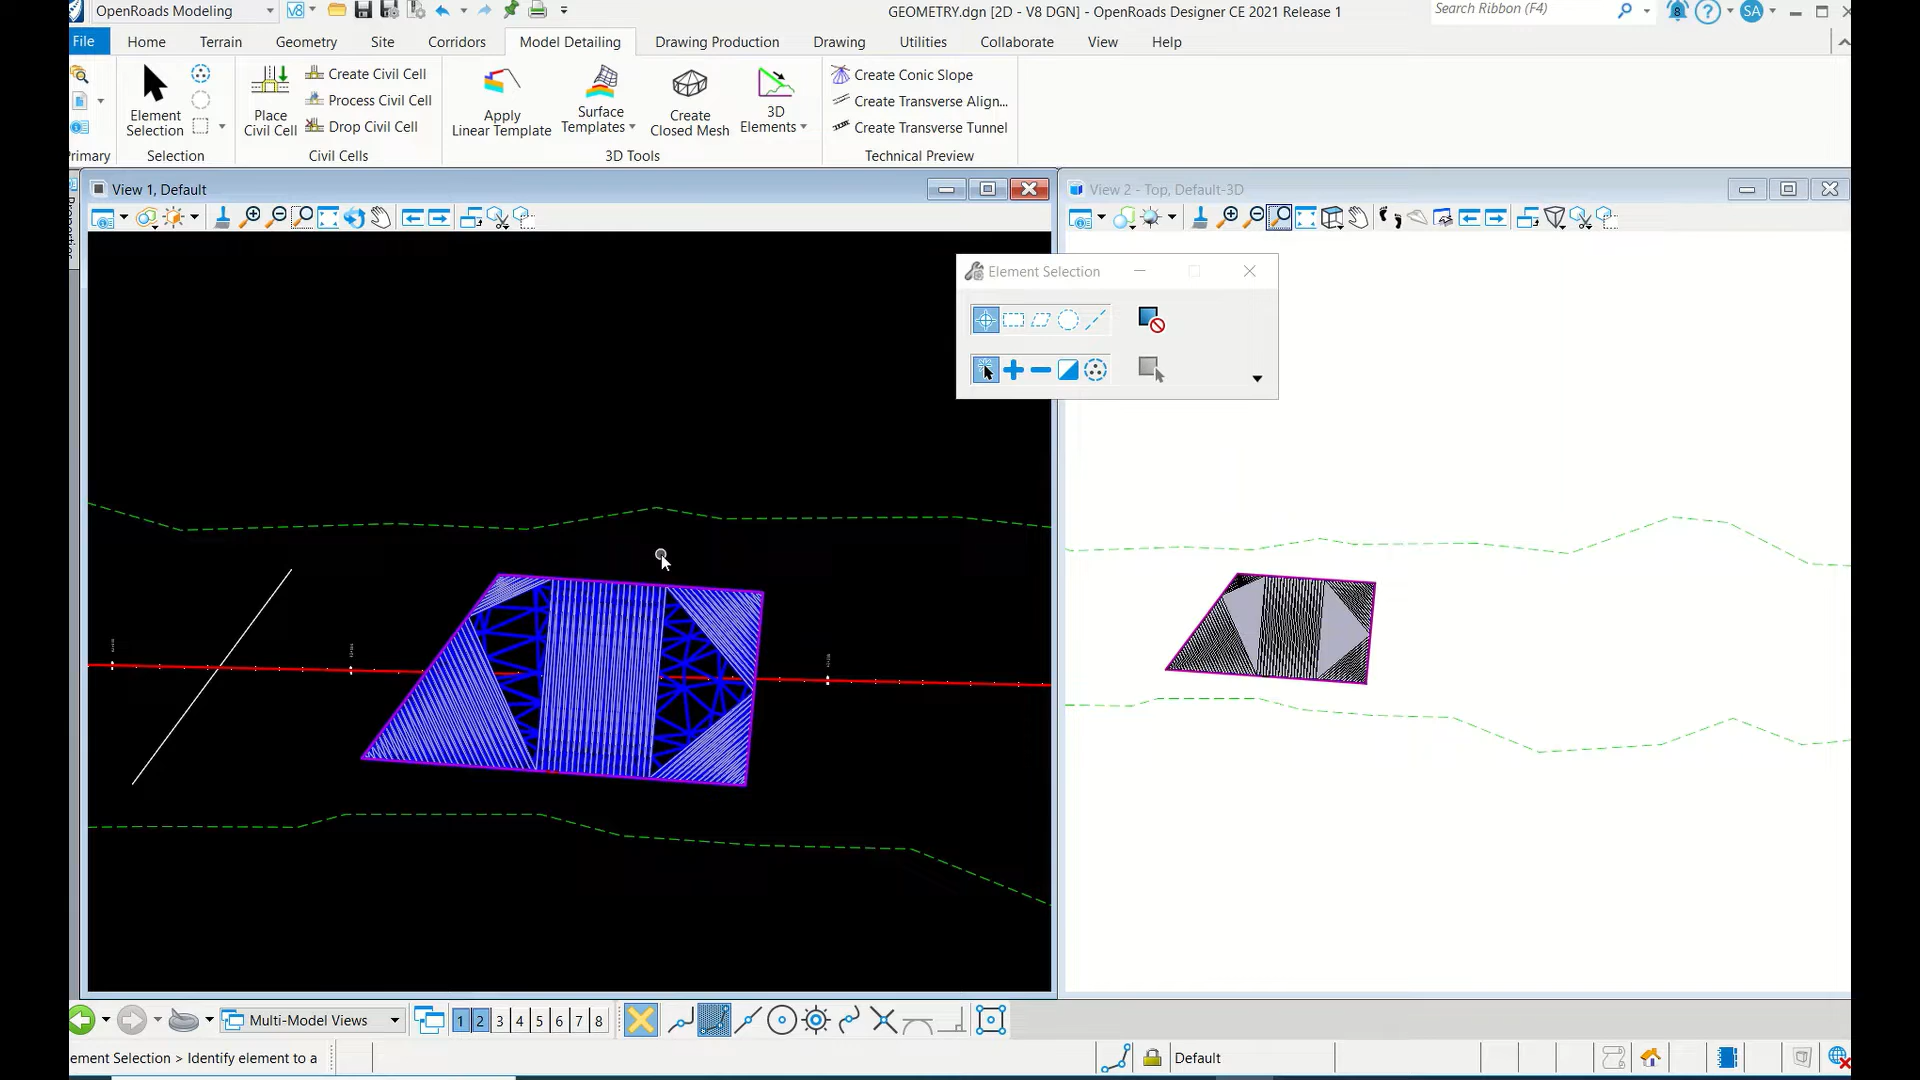 OpenRoads Modeling
GEOMETRY.dgn [2D - V8 DGN] - OpenRoads Designer CE 2021 Release 1
Search Ribbon (F4)
8
?
SA
File
Home
Terrain
Geometry
Site
Corridors
Model Detailing
Drawing Production
Drawing
Utilities
Collaborate
View
Help
Element
Selection
Place
Civil Cell
Create Civil Cell
Process Civil Cell
Drop Civil Cell
Apply
Linear Template
Surface
Templates
Create
Closed Mesh
3D
Elements
Create Conic Slope
Create Transverse Align...
Create Transverse Tunnel
rimary
Selection
Civil Cells
3D Tools
Technical Preview
Properties
View 1, Default
View 2 - Top, Default-3D
Element Selection
Multi-Model Views
1 2 3 4 5 6 7 8
ement Selection > Identify element to a
Default